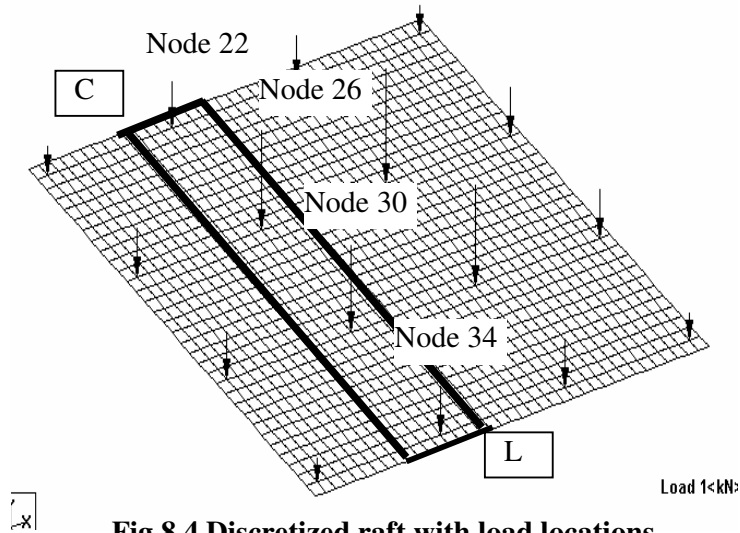 Node 22
C
Node 26
Node 30
Node 34
L
Load 1<kN>
x
Fig 8.4 Discretized raft with load locations